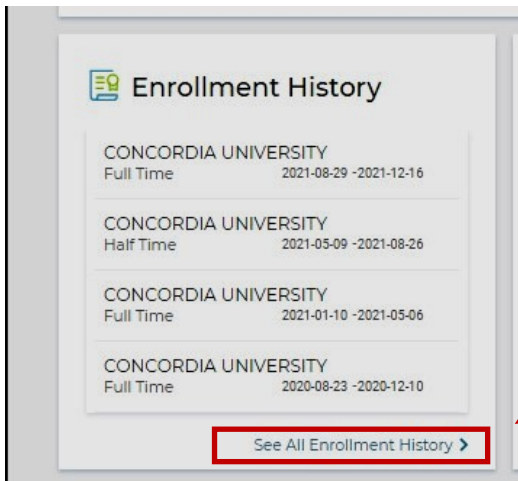 Enrollment History
CONCORDIA UNIVERSITY
Full Time 2021-08-29 -2021-12-16
CONCORDIA UNIVERSITY
Half Time 2021-05-09 -2021-08-26
CONCORDIA UNIVERSITY
Full Time 2021-01-10 -2021-05-06
CONCORDIA UNIVERSITY
Full Time 2020-08-23 -2020-12-10
See All Enrollment History >